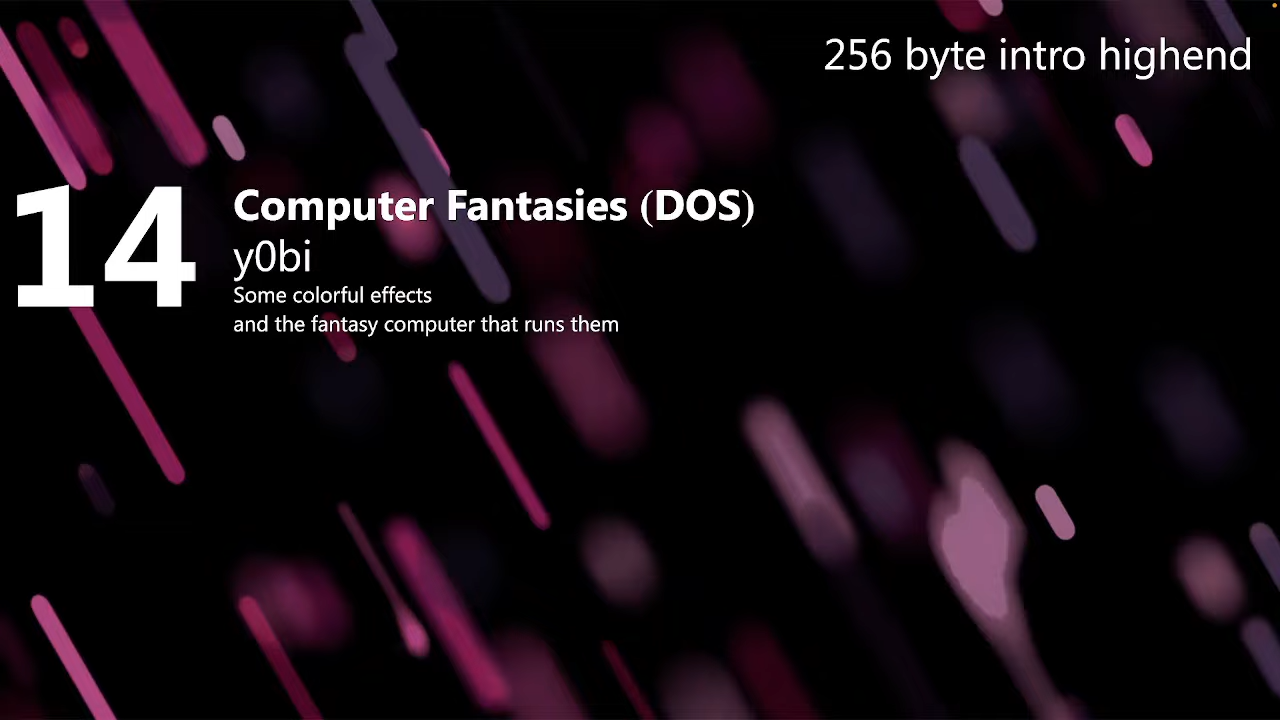 256 byte intro highend
14
Computer Fantasies (DOS)
y0bi
Some colorful effects
and the fantasy computer that runs them